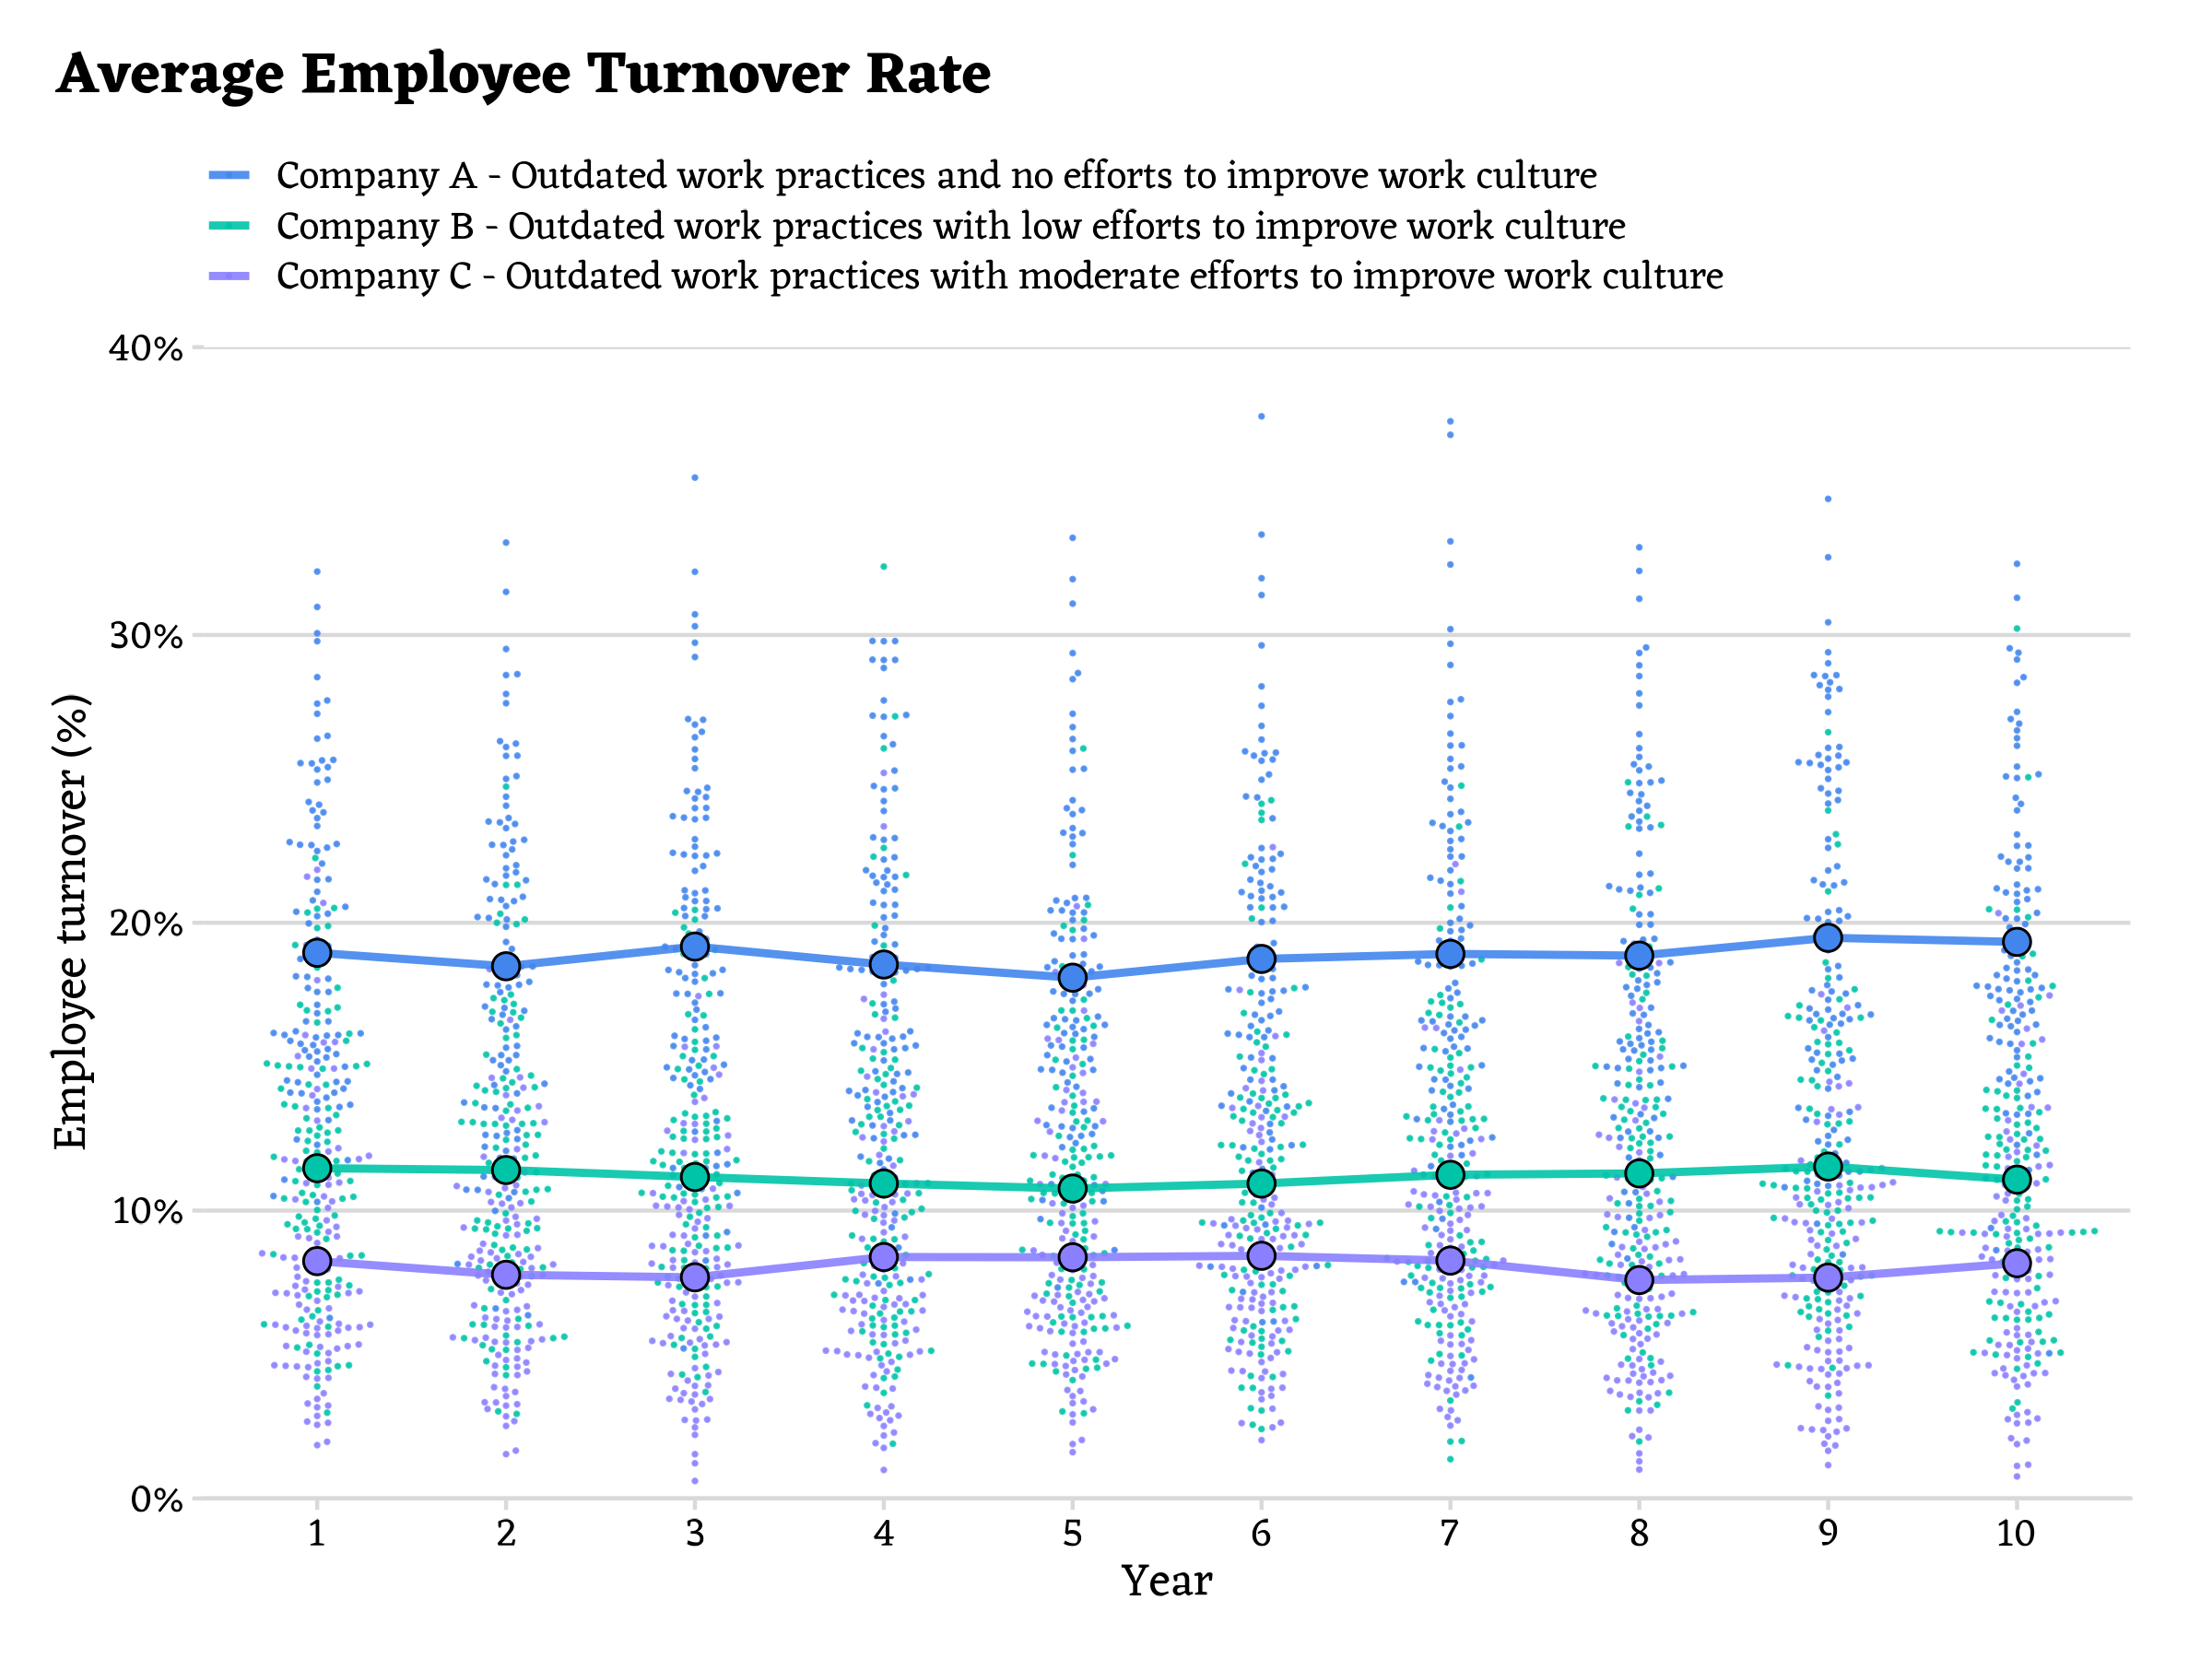 Average Employee Turnover Rate
Company A - Outdated work practices and no efforts to improve work culture
Company B - Outdated work practices with low efforts to improve work culture
Company C - Outdated work practices with moderate efforts to improve work culture
40%
30%
20%
10%
0%
Employee turnover (%)
1 2 3 4 5 6 7 8 9 10
Year